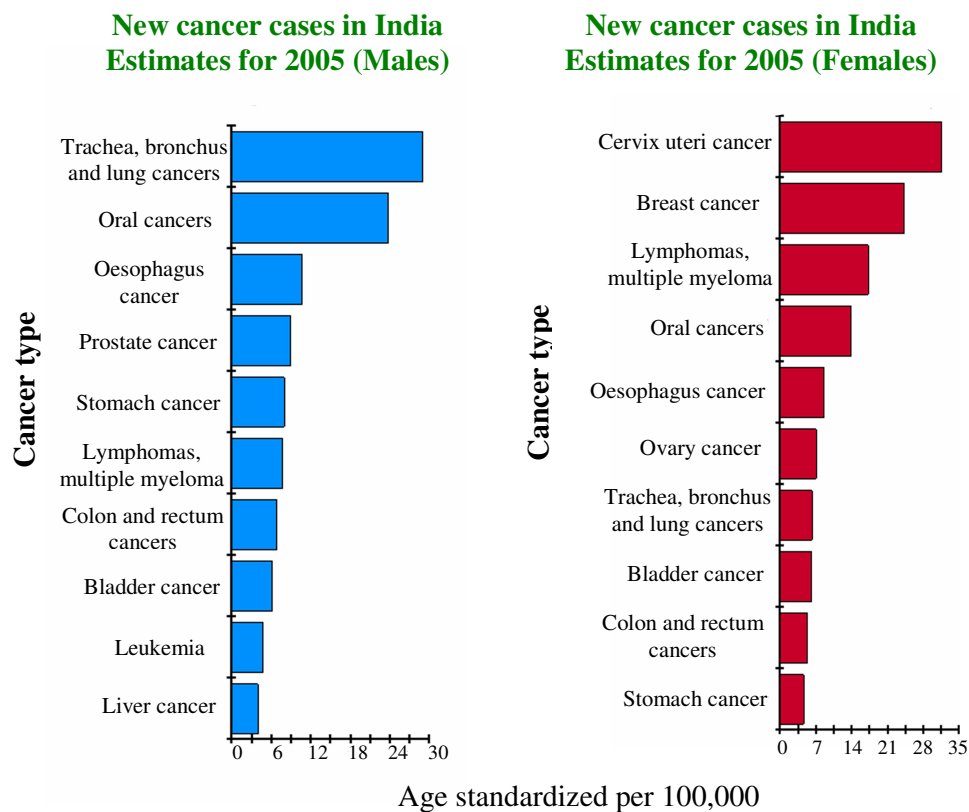 New cancer cases in India
Estimates for 2005 (Males)
Cancer type
Trachea, bronchus
and lung cancers
Oral cancers
Oesophagus
cancer
Prostate cancer
Stomach cancer
Lymphomas,
multiple myeloma
Colon and rectum
cancers
Bladder cancer
Leukemia
Liver cancer
0 6 12 18 24 30
New cancer cases in India
Estimates for 2005 (Females)
Cancer type
Cervix uteri cancer
Breast cancer
Lymphomas,
multiple myeloma
Oral cancers
Oesophagus cancer
Ovary cancer
Trachea, bronchus
and lung cancers
Bladder cancer
Colon and rectum
cancers
Stomach cancer
0 7 14 21 28 35
Age standardized per 100,000